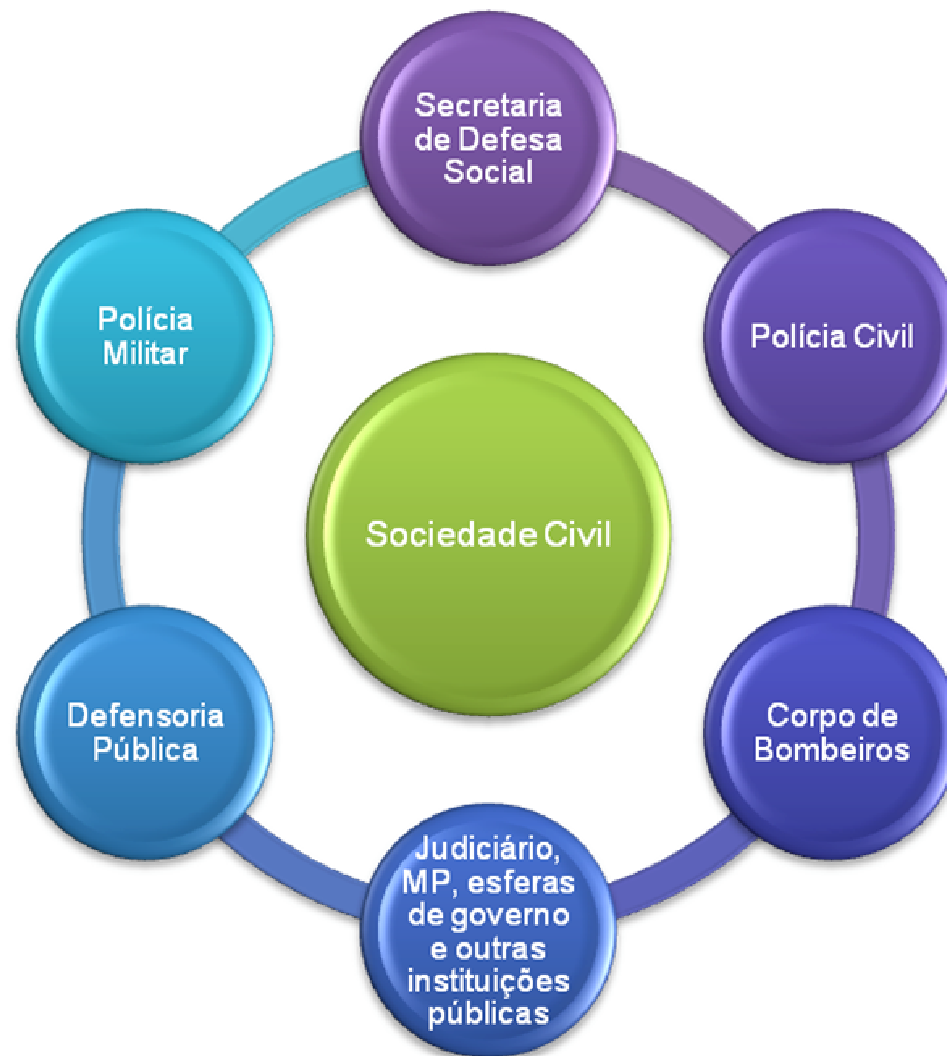 Secretaria
de Defesa
Social
Polícia
Militar
Polícia Civil
Sociedade Civil
Defensoria
Pública
Corpo de
Bombeiros
Judiciário,
MP, esferas
de governo
e outras
instituições
públicas